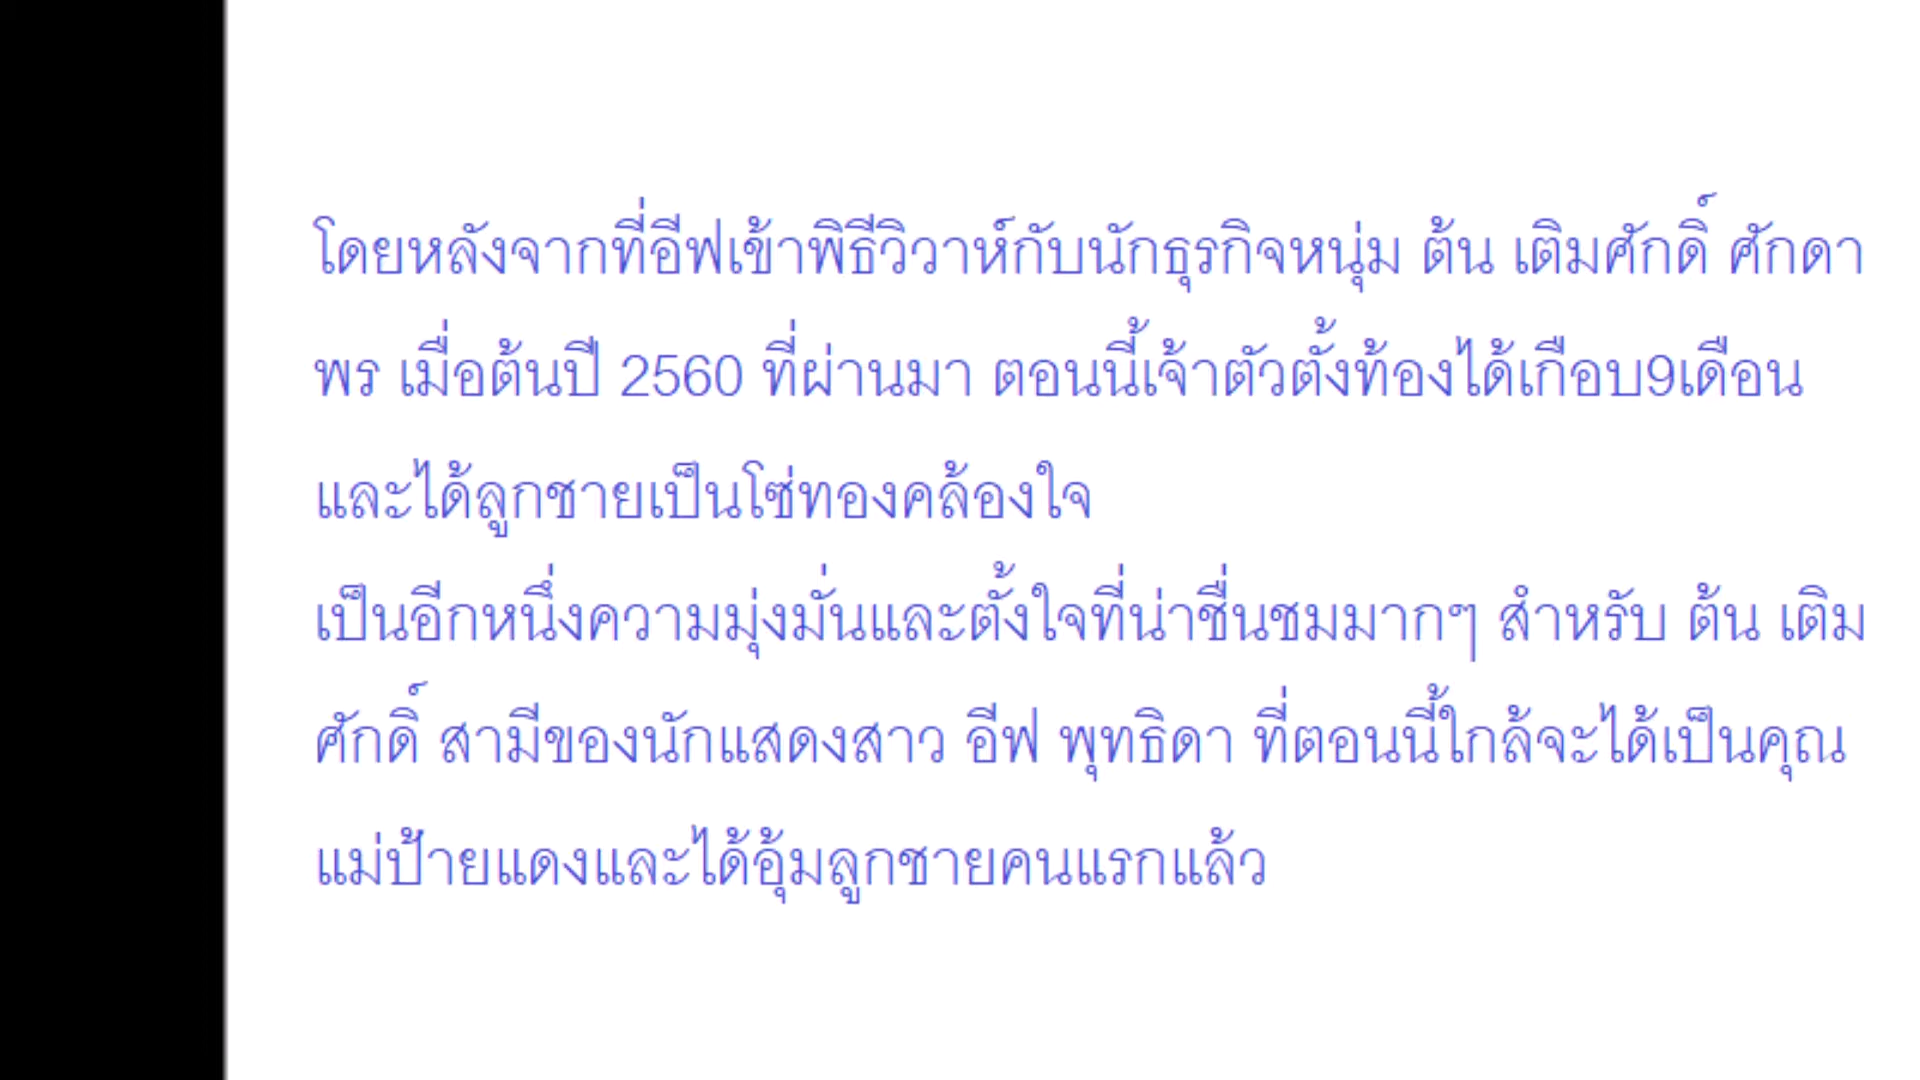 โดยหลังจากที่อีฟเข้าพิธีวิวาห์กับนักธุรกิจหนุ่ม ต้น เติมศักดิ์ ศักดา
พร เมื่อต้นปี 2560 ที่ผ่านมา ตอนนี้เจ้าตัวตั้งท้องได้เกือบ9เดือน
และได้ลูกชายเป็นโซ่ทองคล้องใจ
เป็นอีกหนึ่งความมุ่งมั่นและตั้งใจที่น่าชื่นชมมากๆ สำหรับ ต้น เติม
ศักดิ์ สามีของนักแสดงสาว อีฟ พุทธิดา ที่ตอนนี้ใกล้จะได้เป็นคุณ
แม่ป้ายแดงและได้อุ้มลูกชายคนแรกแล้ว